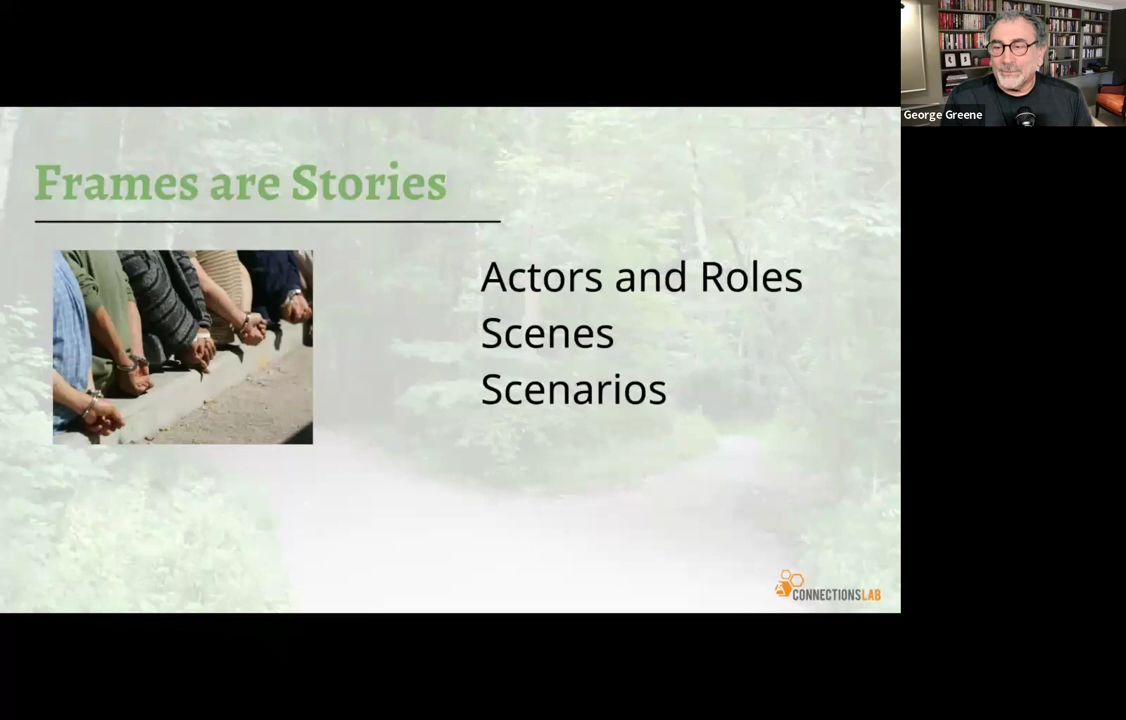 George Greene
Frames are Stories
Actors and Roles
Scenes
Scenarios
CONNECTIONSLAB